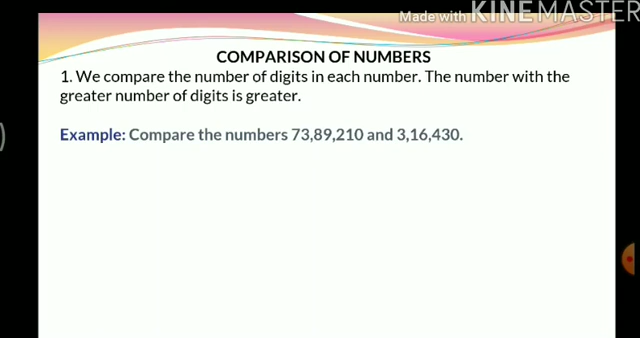 Made with KINEMASTER
COMPARISON OF NUMBERS
1. We compare the number of digits in each number. The number with the
greater number of digits is greater.
Example: Compare the numbers 73,89,210 and 3,16,430.
)